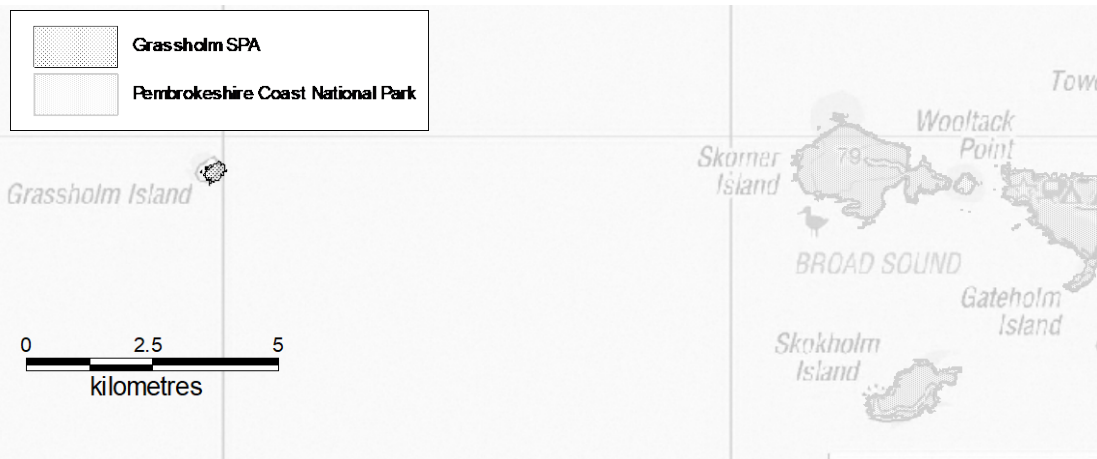 Grassholm SPA
Pembrokeshire Coast National Park
Wooltack
Point
Skomer
Island
79
Grassholm Island
BROAD SOUND
Gateholm
Island
0 2.5 5
kilometres
Skokholm
Island